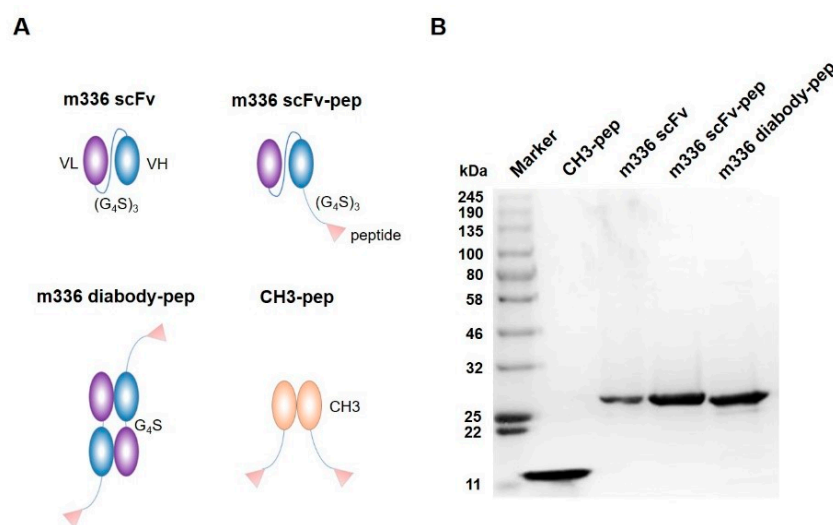 A
m336 scFv
m336 scFv-pep
VL
VH
(G₄S)₃
(G₄S)₃
peptide
m336 diabody-pep
CH3-pep
G₄S
CH3
B
Marker
CH3-pep
m336 scFv
m336 scFv-pep
m336 diabody-pep
kDa
245
190
135
100
80
58
46
32
25
22
11